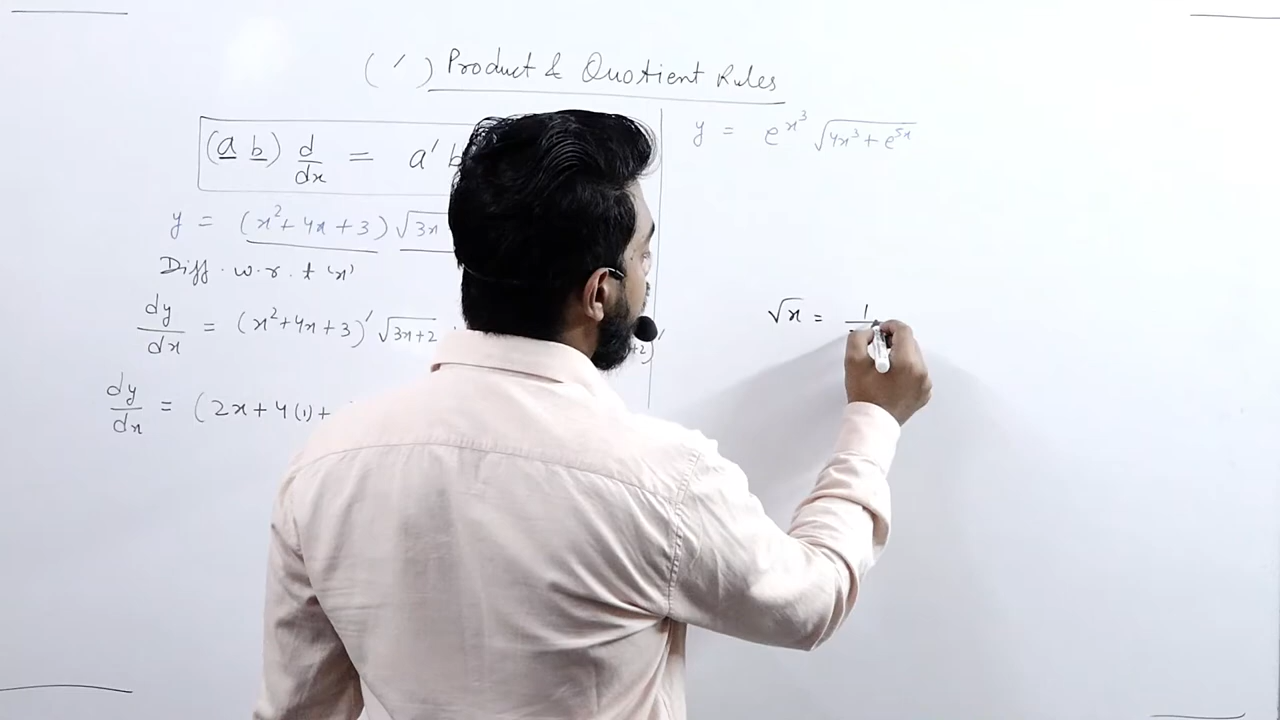 (′) Product & Quotient Rules
(a b) d/dx = a′ b
y = (x²+4x+3) √3x
Diff. w.r.t 'x'
dy/dx = (x²+4x+3)′ √3x+2 +2)′
dy/dx = (2x+4(1)+
y = e^x³ √4x³+e^5x
√x = 1